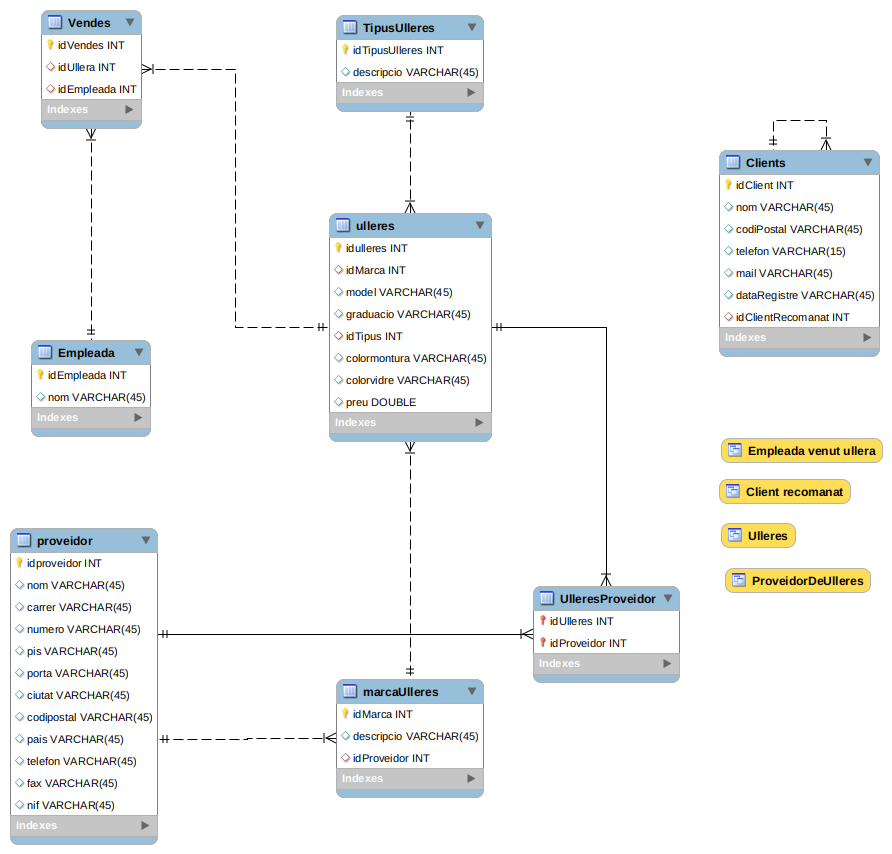 Vendes
idVendes INT
idUllera INT
idEmpleada INT
Indexes
TipusUlleres
idTipusUlleres INT
descripcio VARCHAR(45)
Indexes
Clients
idClient INT
nom VARCHAR(45)
codiPostal VARCHAR(45)
telefon VARCHAR(15)
mail VARCHAR(45)
dataRegistre VARCHAR(45)
idClientRecomanat INT
Indexes
ulleres
idulleres INT
idMarca INT
model VARCHAR(45)
graduacio VARCHAR(45)
idTipus INT
colormontura VARCHAR(45)
colorvidre VARCHAR(45)
preu DOUBLE
Indexes
Empleada
idEmpleada INT
nom VARCHAR(45)
Indexes
Empleada venut ullera
Client recomanat
Ulleres
ProveidorDeUlleres
proveidor
idproveidor INT
nom VARCHAR(45)
carrer VARCHAR(45)
numero VARCHAR(45)
pis VARCHAR(45)
porta VARCHAR(45)
ciutat VARCHAR(45)
codipostal VARCHAR(45)
pais VARCHAR(45)
telefon VARCHAR(45)
fax VARCHAR(45)
nif VARCHAR(45)
Indexes
UlleresProveidor
idUlleres INT
idProveidor INT
Indexes
marcaUlleres
idMarca INT
descripcio VARCHAR(45)
idProveidor INT
Indexes